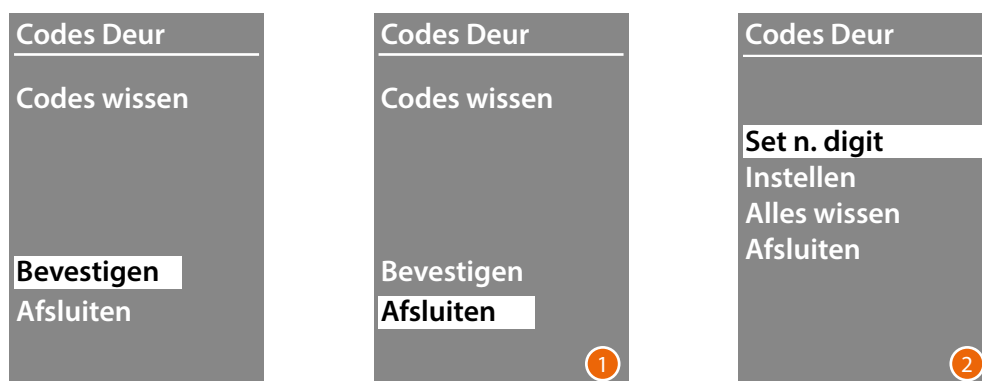 Codes Deur
Codes wissen
Bevestigen
Afsluiten
Codes Deur
Codes wissen
Bevestigen
Afsluiten
1
Codes Deur
Set n. digit
Instellen
Alles wissen
Afsluiten
2